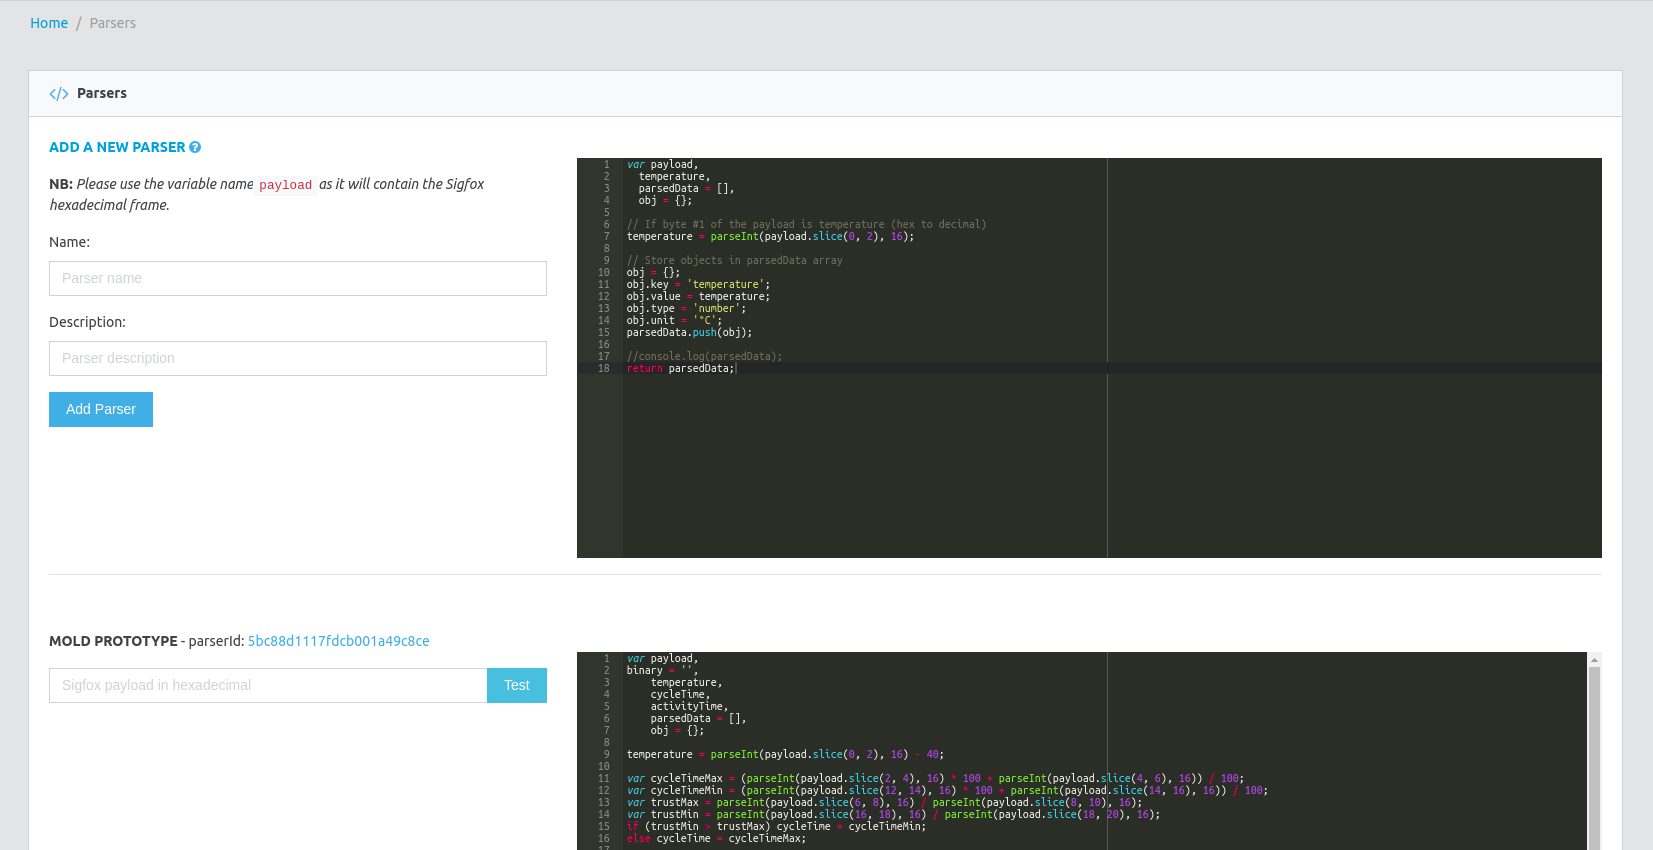 Home / Parsers
</> Parsers
ADD A NEW PARSER ?
NB: Please use the variable name payload as it will contain the Sigfox
hexadecimal frame.
Name:
Parser name
Description:
Parser description
Add Parser
1 var payload,
2   temperature,
3   parsedData = [],
4   obj = {};
5
6 // If byte #1 of the payload is temperature (hex to decimal)
7 temperature = parseInt(payload.slice(0, 2), 16);
8
9 // Store objects in parsedData array
10 obj = {};
11 obj.key = 'temperature';
12 obj.value = temperature;
13 obj.type = 'number';
14 obj.unit = '°C';
15 parsedData.push(obj);
16
17 //console.log(parsedData);
18 return parsedData;
MOLD PROTOTYPE - parserId: 5bc88d1117fdcb001a49c8ce
Sigfox payload in hexadecimal
Test
1 var payload,
2 binary = '',
3     temperature,
4     cycleTime,
5     activityTime,
6     parsedData = [],
7     obj = {};
8
9 temperature = parseInt(payload.slice(0, 2), 16) - 40;
10
11 var cycleTimeMax = (parseInt(payload.slice(2, 4), 16) * 100 + parseInt(payload.slice(4, 6), 16)) / 100;
12 var cycleTimeMin = (parseInt(payload.slice(12, 14), 16) * 100 + parseInt(payload.slice(14, 16), 16)) / 100;
13 var trustMax = parseInt(payload.slice(6, 8), 16) / parseInt(payload.slice(8, 10), 16);
14 var trustMin = parseInt(payload.slice(16, 18), 16) / parseInt(payload.slice(18, 20), 16);
15 if (trustMin > trustMax) cycleTime = cycleTimeMin;
16 else cycleTime = cycleTimeMax;
17